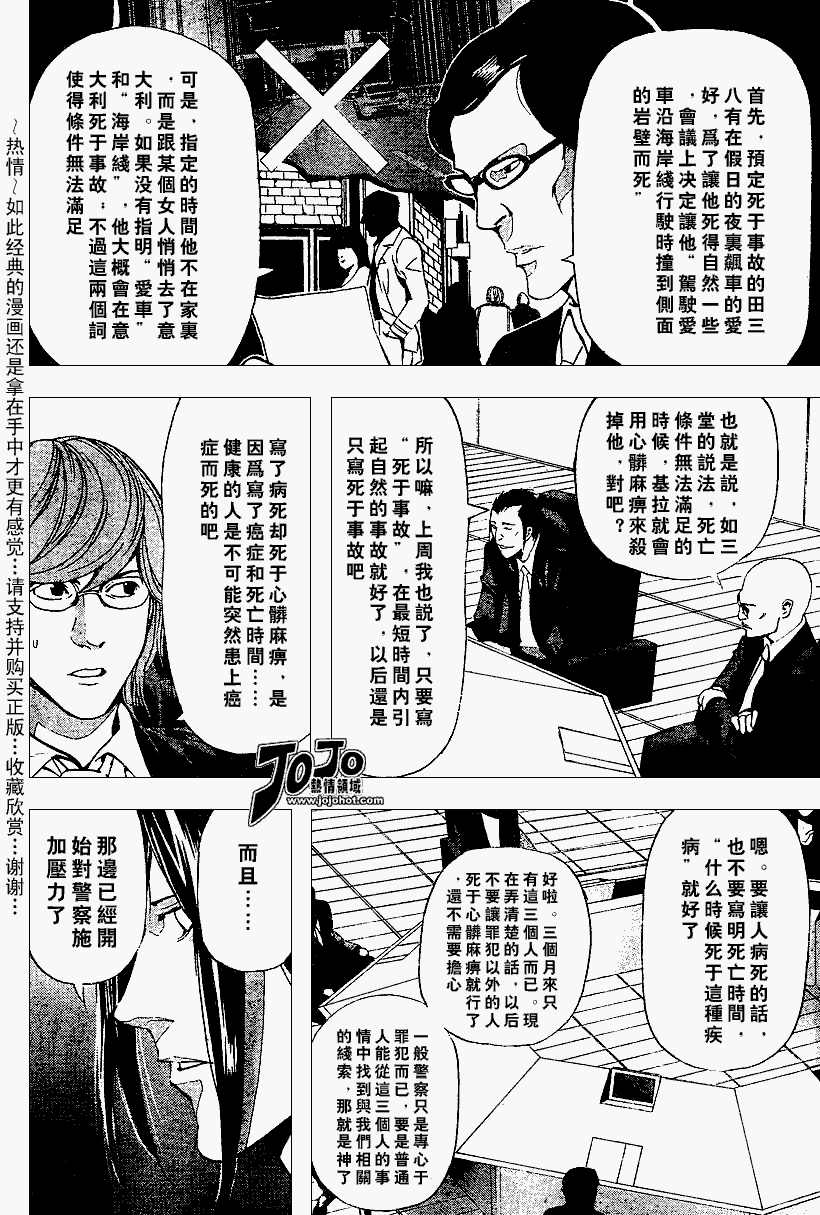 首先，預定死于事故的田三
八有在假日的夜裏飆車的愛
好，爲了讓他死得自然一些
，會議上决定讓他“駕駛愛
車沿海岸綫行駛時撞到側面
的岩壁而死”
可是，指定的時間他不在家裏
，而是跟某個女人悄悄去了意
大利。如果没有指明“愛車”
和“海岸綫”，他大概會在意
大利死于事故；不過這兩個詞
使得條件無法滿足
也就是説，如三
堂的説法，死亡
條件無法滿足的
時候，基拉就會
用心髒麻痹來殺
掉他，對吧？
所以嘛，上周我也説了，只要寫
“死于事故”，在最短時間内引
起自然的事故就好了，以后還是
只寫死于事故吧
寫了病死却死于心髒麻痹，是
因爲寫了癌症和死亡時間……
健康的人是不可能突然患上癌
症而死的吧
嗯。要讓人病死的話，
也不要寫明死亡時間，
“什么時候死于這種疾
病”就好了
好啦。三個月來只
有這三個人而已。現
在弄清楚的話，以后
不要讓罪犯以外的人
死于心髒麻痹就行了
，還不需要擔心
一般警察只是專心于
罪犯而已，要是普通
人能從這三個人的事
情中找到與我們相關
的綫索，那就是神了
而且……
那邊已經開
始對警察施
加壓力了
JOJO
熱情領域
www.jojohot.com
～热情～如此经典的漫画还是拿在手中才更有感觉…请支持并购买正版…收藏欣赏…谢谢…